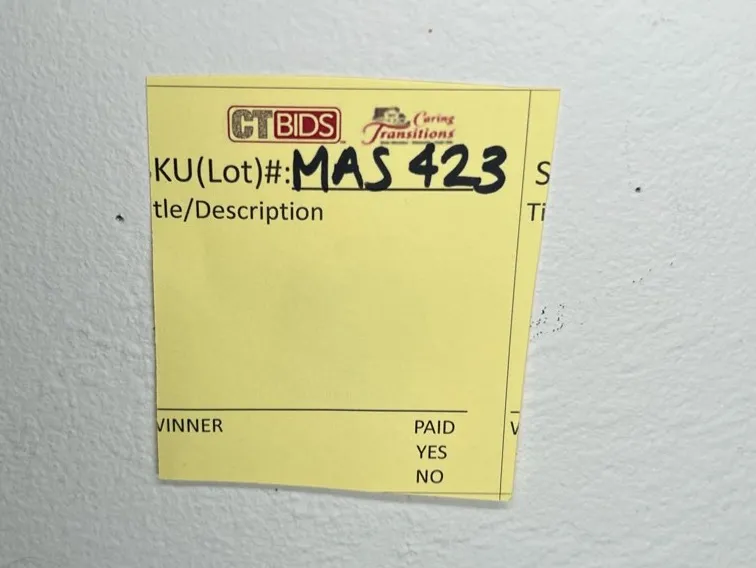 CTBIDS Caring Transitions
KU(Lot)#: MAS 423 S
tle/Description Ti
VINNER PAID V
YES
NO